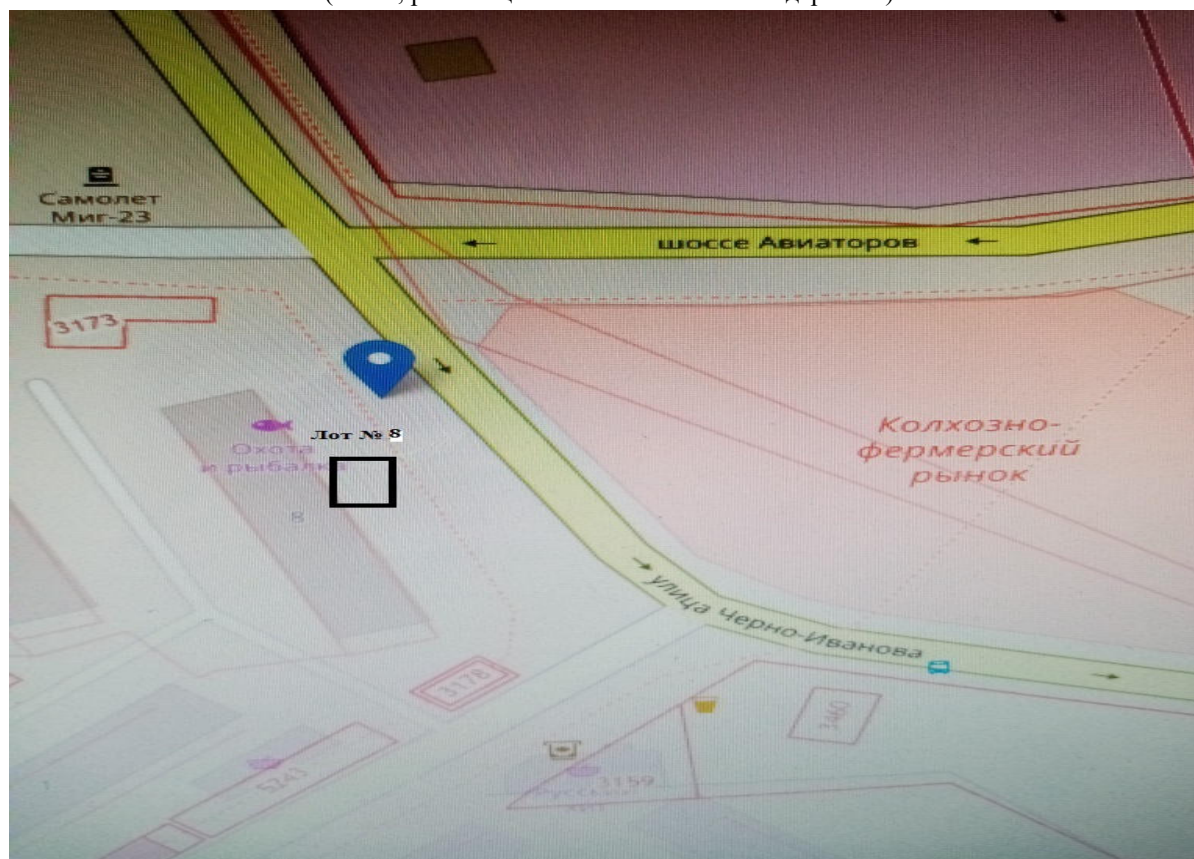 Самолет
Миг-23
шоссе Авиаторов
3173
Лот № 8
Охота
и рыбалка
8
Колхозно-
фермерский
рынок
улица Черно-Иванова
3178
5243
3159